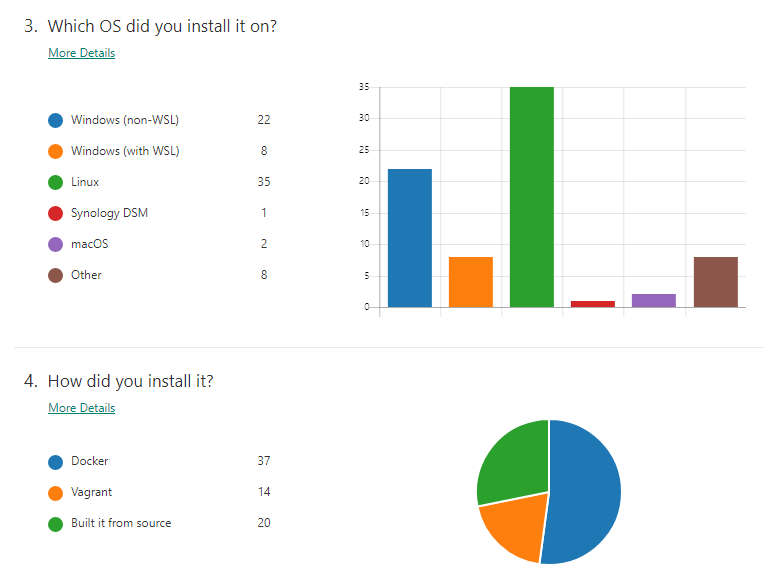 3. Which OS did you install it on?
More Details
35
30
25
20
15
10
5
0
Windows (non-WSL) 22
Windows (with WSL) 8
Linux 35
Synology DSM 1
macOS 2
Other 8
4. How did you install it?
More Details
Docker 37
Vagrant 14
Built it from source 20